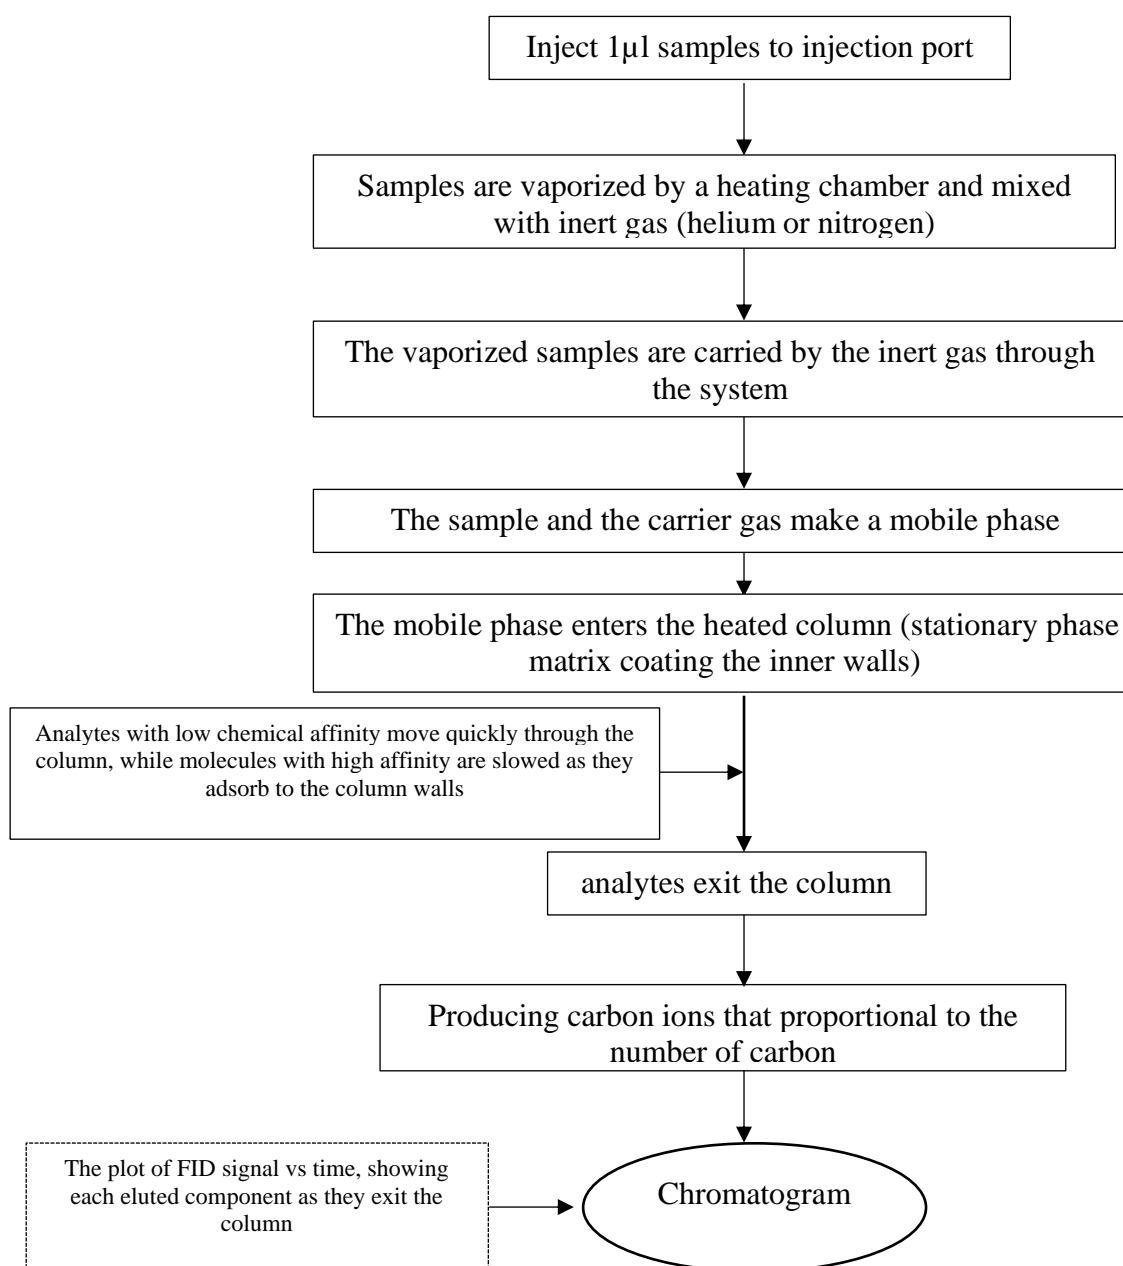 Inject 1µl samples to injection port
Samples are vaporized by a heating chamber and mixed
with inert gas (helium or nitrogen)
The vaporized samples are carried by the inert gas through
the system
The sample and the carrier gas make a mobile phase
The mobile phase enters the heated column (stationary phase
matrix coating the inner walls)
Analytes with low chemical affinity move quickly through the
column, while molecules with high affinity are slowed as they
adsorb to the column walls
analytes exit the column
Producing carbon ions that proportional to the
number of carbon
The plot of FID signal vs time, showing
each eluted component as they exit the
column
Chromatogram